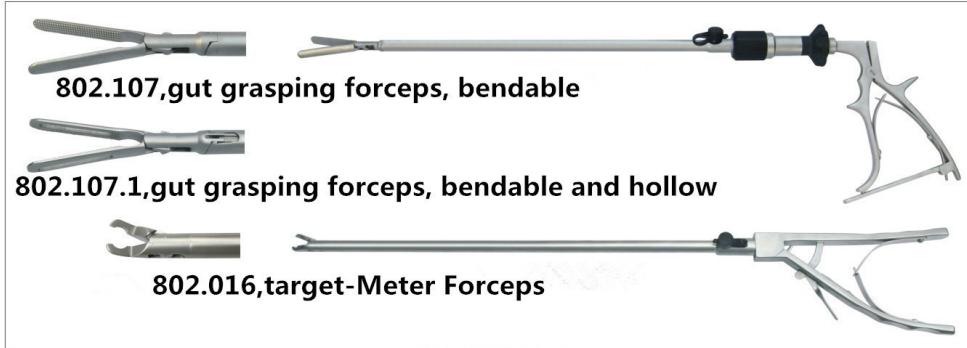 802.107,gut grasping forceps, bendable
802.107.1,gut grasping forceps, bendable and hollow
802.016,target-Meter Forceps